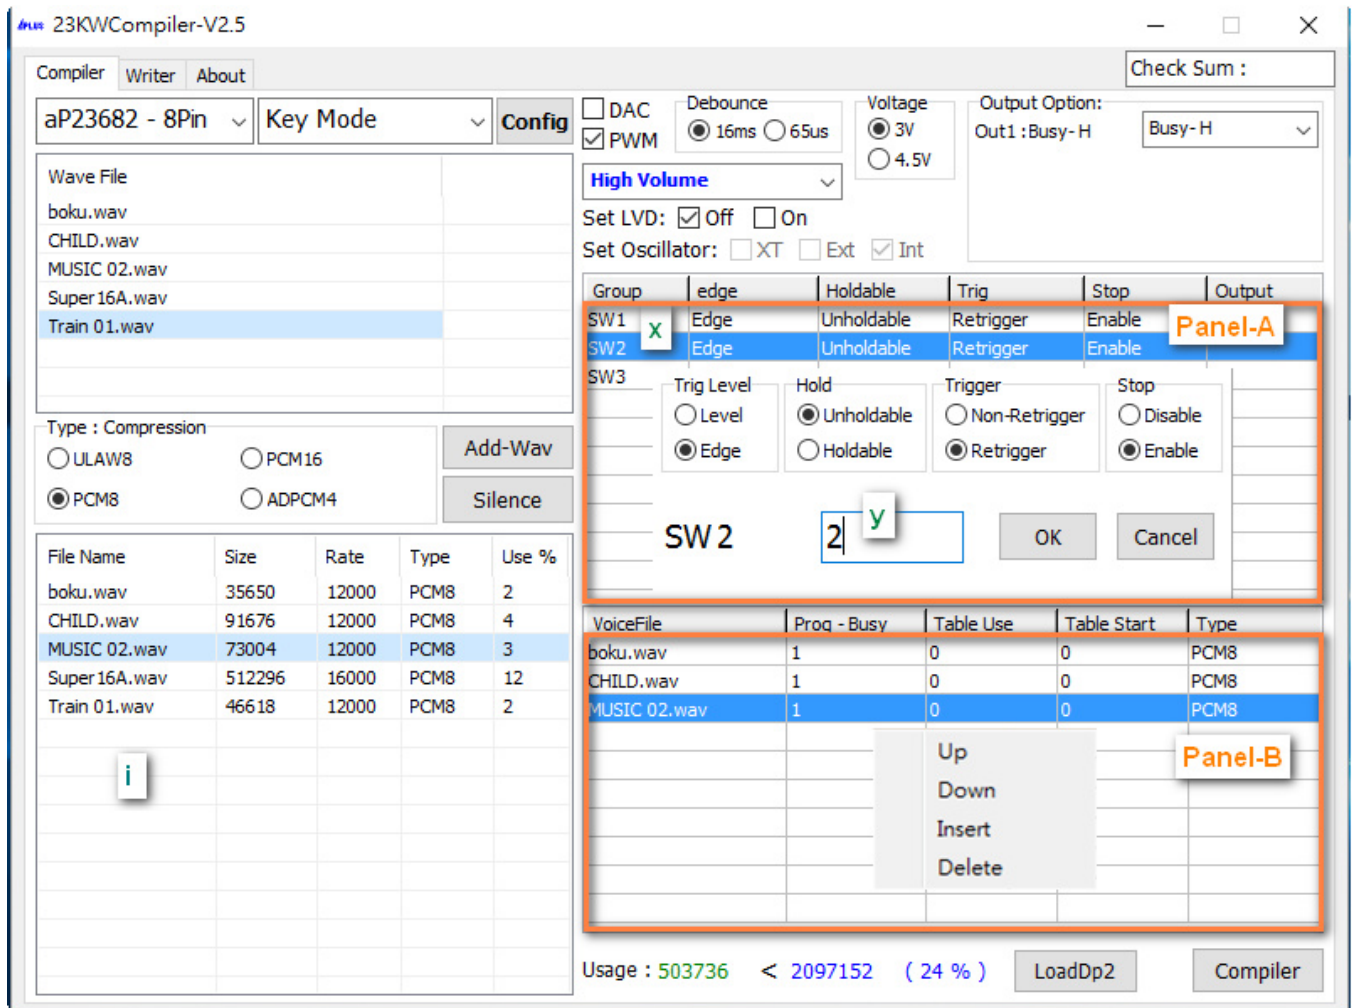 aPLUS 23KWCompiler-V2.5
Compiler Writer About
Check Sum :
aP23682 - 8Pin Key Mode Config
Wave File
boku.wav
CHILD.wav
MUSIC 02.wav
Super16A.wav
Train 01.wav
Type : Compression
ULAW8 PCM16
PCM8 ADPCM4
Add-Wav
Silence
File Name Size Rate Type Use %
boku.wav 35650 12000 PCM8 2
CHILD.wav 91676 12000 PCM8 4
MUSIC 02.wav 73004 12000 PCM8 3
Super16A.wav 512296 16000 PCM8 12
Train 01.wav 46618 12000 PCM8 2
i
DAC
PWM
Debounce
16ms 65us
Voltage
3V
4.5V
Output Option:
Out1 :Busy-H
Busy-H
High Volume
Set LVD: Off On
Set Oscillator: XT Ext Int
Group edge Holdable Trig Stop Output
SW1 Edge Unholdable Retrigger Enable
SW2 Edge Unholdable Retrigger Enable
SW3
x
Panel-A
Trig Level Hold Trigger Stop
Level Unholdable Non-Retrigger Disable
Edge Holdable Retrigger Enable
SW 2 2 y OK Cancel
VoiceFile Prog - Busy Table Use Table Start Type
boku.wav 1 0 0 PCM8
CHILD.wav 1 0 0 PCM8
MUSIC 02.wav 1 0 0 PCM8
Up
Down
Insert
Delete
Panel-B
Usage : 503736 < 2097152 ( 24 % ) LoadDp2 Compiler